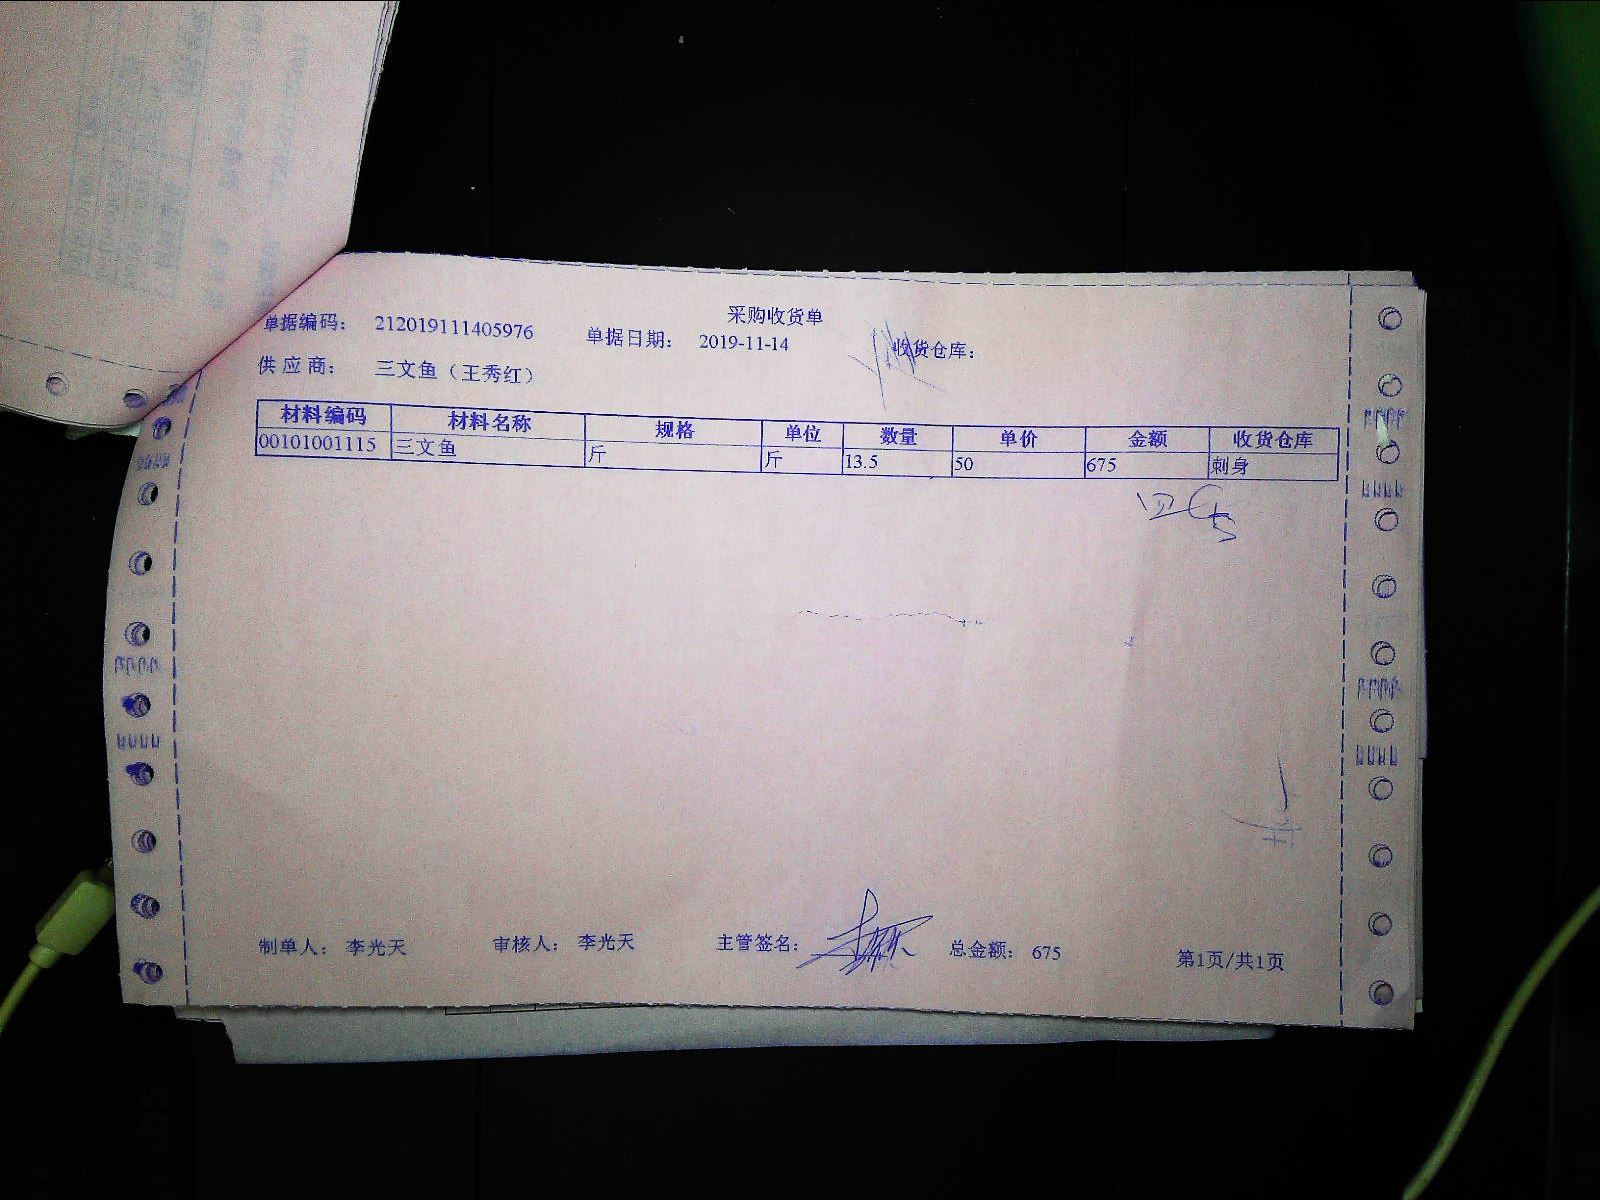 采购收货单
单据编码： 212019111405976 单据日期： 2019-11-14 收货仓库：
供应商： 三文鱼（王秀红）
材料编码 材料名称 规格 单位 数量 单价 金额 收货仓库
00101001115 三文鱼 斤 斤 13.5 50 675 刺身
制单人： 李光天 审核人： 李光天 主管签名： 总金额： 675 第1页/共1页